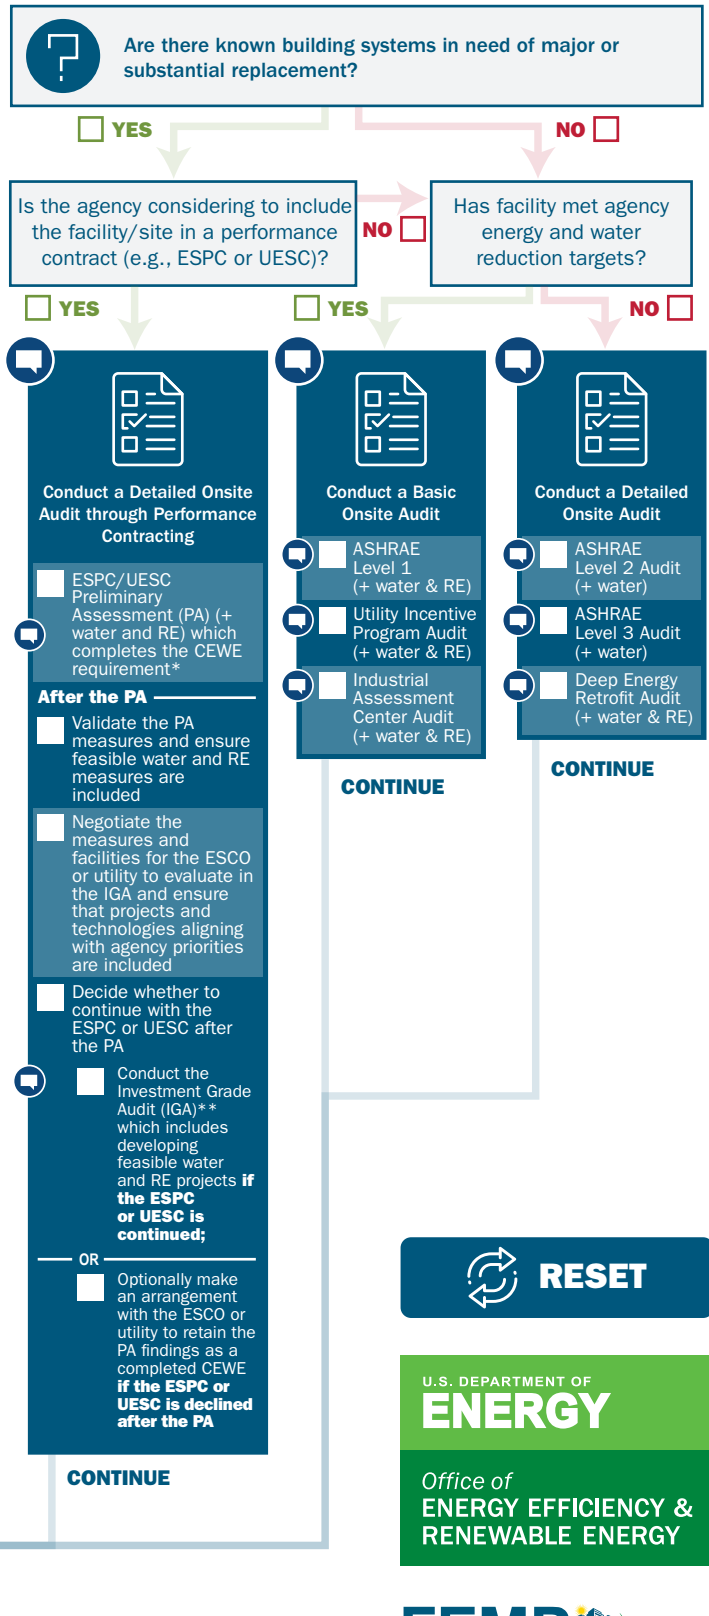 Are there known building systems in need of major or
substantial replacement?
YES
NO
Is the agency considering to include
the facility/site in a performance
contract (e.g., ESPC or UESC)?
NO
Has facility met agency
energy and water
reduction targets?
YES
YES
NO
Conduct a Detailed Onsite
Audit through Performance
Contracting
ESPC/UESC
Preliminary
Assessment (PA) (+
water and RE) which
completes the CEWE
requirement*
After the PA
Validate the PA
measures and ensure
feasible water and RE
measures are
included
Negotiate the
measures and
facilities for the ESCO
or utility to evaluate in
the IGA and ensure
that projects and
technologies aligning
with agency priorities
are included
Decide whether to
continue with the
ESPC or UESC after
the PA
Conduct the
Investment Grade
Audit (IGA)**
which includes
developing
feasible water
and RE projects if
the ESPC
or UESC is
continued;
OR
Optionally make
an arrangement
with the ESCO or
utility to retain the
PA findings as a
completed CEWE
if the ESPC or
UESC is declined
after the PA
CONTINUE
Conduct a Basic
Onsite Audit
ASHRAE
Level 1
(+ water & RE)
Utility Incentive
Program Audit
(+ water & RE)
Industrial
Assessment
Center Audit
(+ water & RE)
CONTINUE
Conduct a Detailed
Onsite Audit
ASHRAE
Level 2 Audit
(+ water)
ASHRAE
Level 3 Audit
(+ water)
Deep Energy
Retrofit Audit
(+ water & RE)
CONTINUE
RESET
U.S. DEPARTMENT OF
ENERGY
Office of
ENERGY EFFICIENCY &
RENEWABLE ENERGY
FEMP